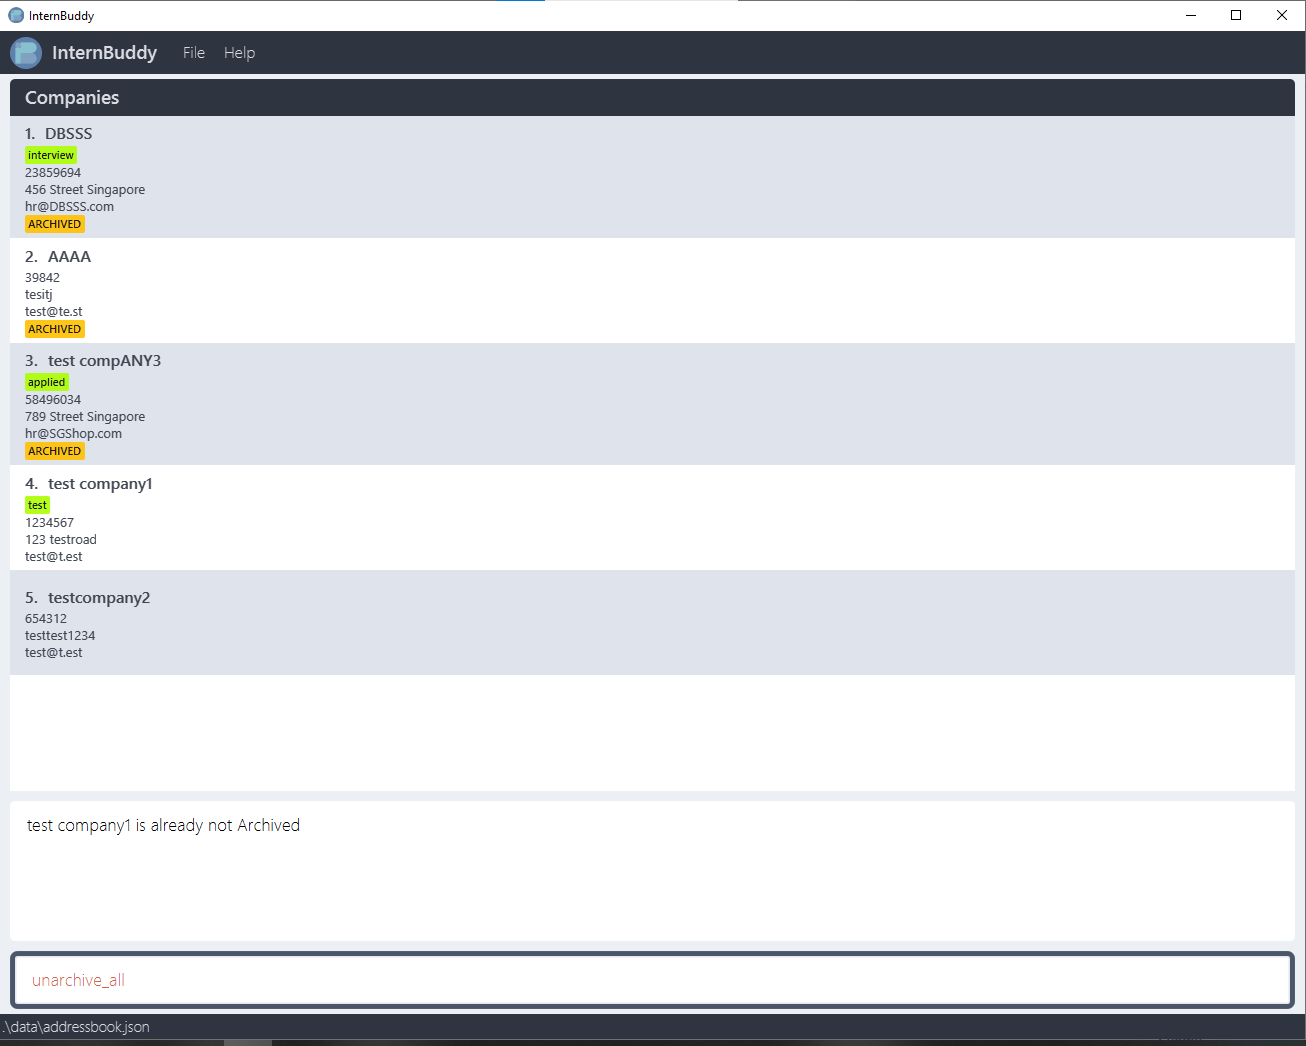 InternBuddy
InternBuddy File Help
Companies
1. DBSSS
interview
23859694
456 Street Singapore
hr@DBSSS.com
ARCHIVED
2. AAAA
39842
tesitj
test@te.st
ARCHIVED
3. test compANY3
applied
58496034
789 Street Singapore
hr@SGShop.com
ARCHIVED
4. test company1
test
1234567
123 testroad
test@t.est
5. testcompany2
654312
testtest1234
test@t.est
test company1 is already not Archived
unarchive_all
.\data\addressbook.json